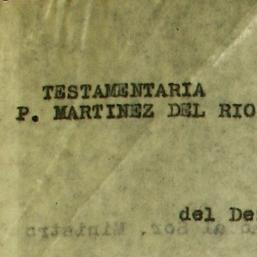 TESTAMENTARIA
P. MARTINEZ DEL RIO
del De